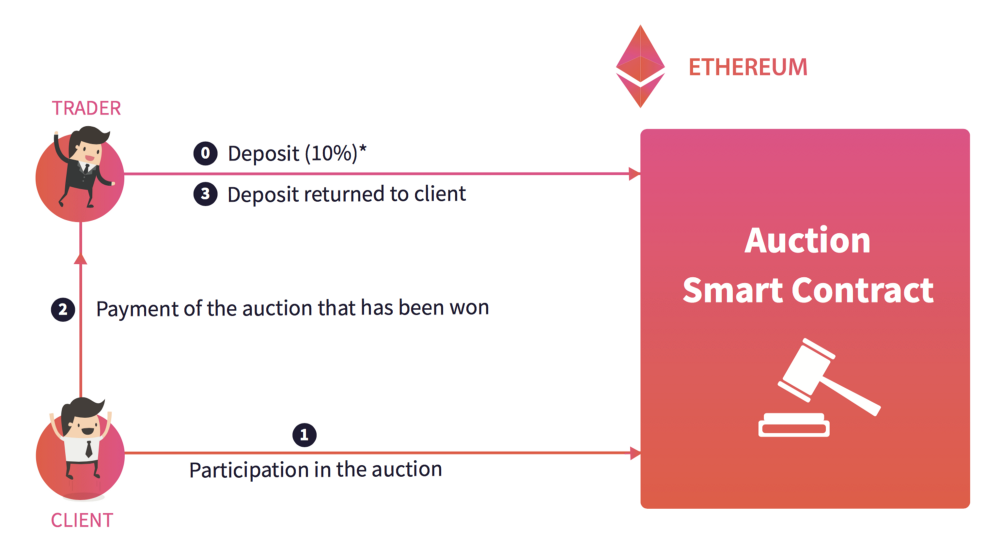 ETHEREUM
TRADER
0 Deposit (10%)*
3 Deposit returned to client
Auction
Smart Contract
2 Payment of the auction that has been won
1
Participation in the auction
CLIENT